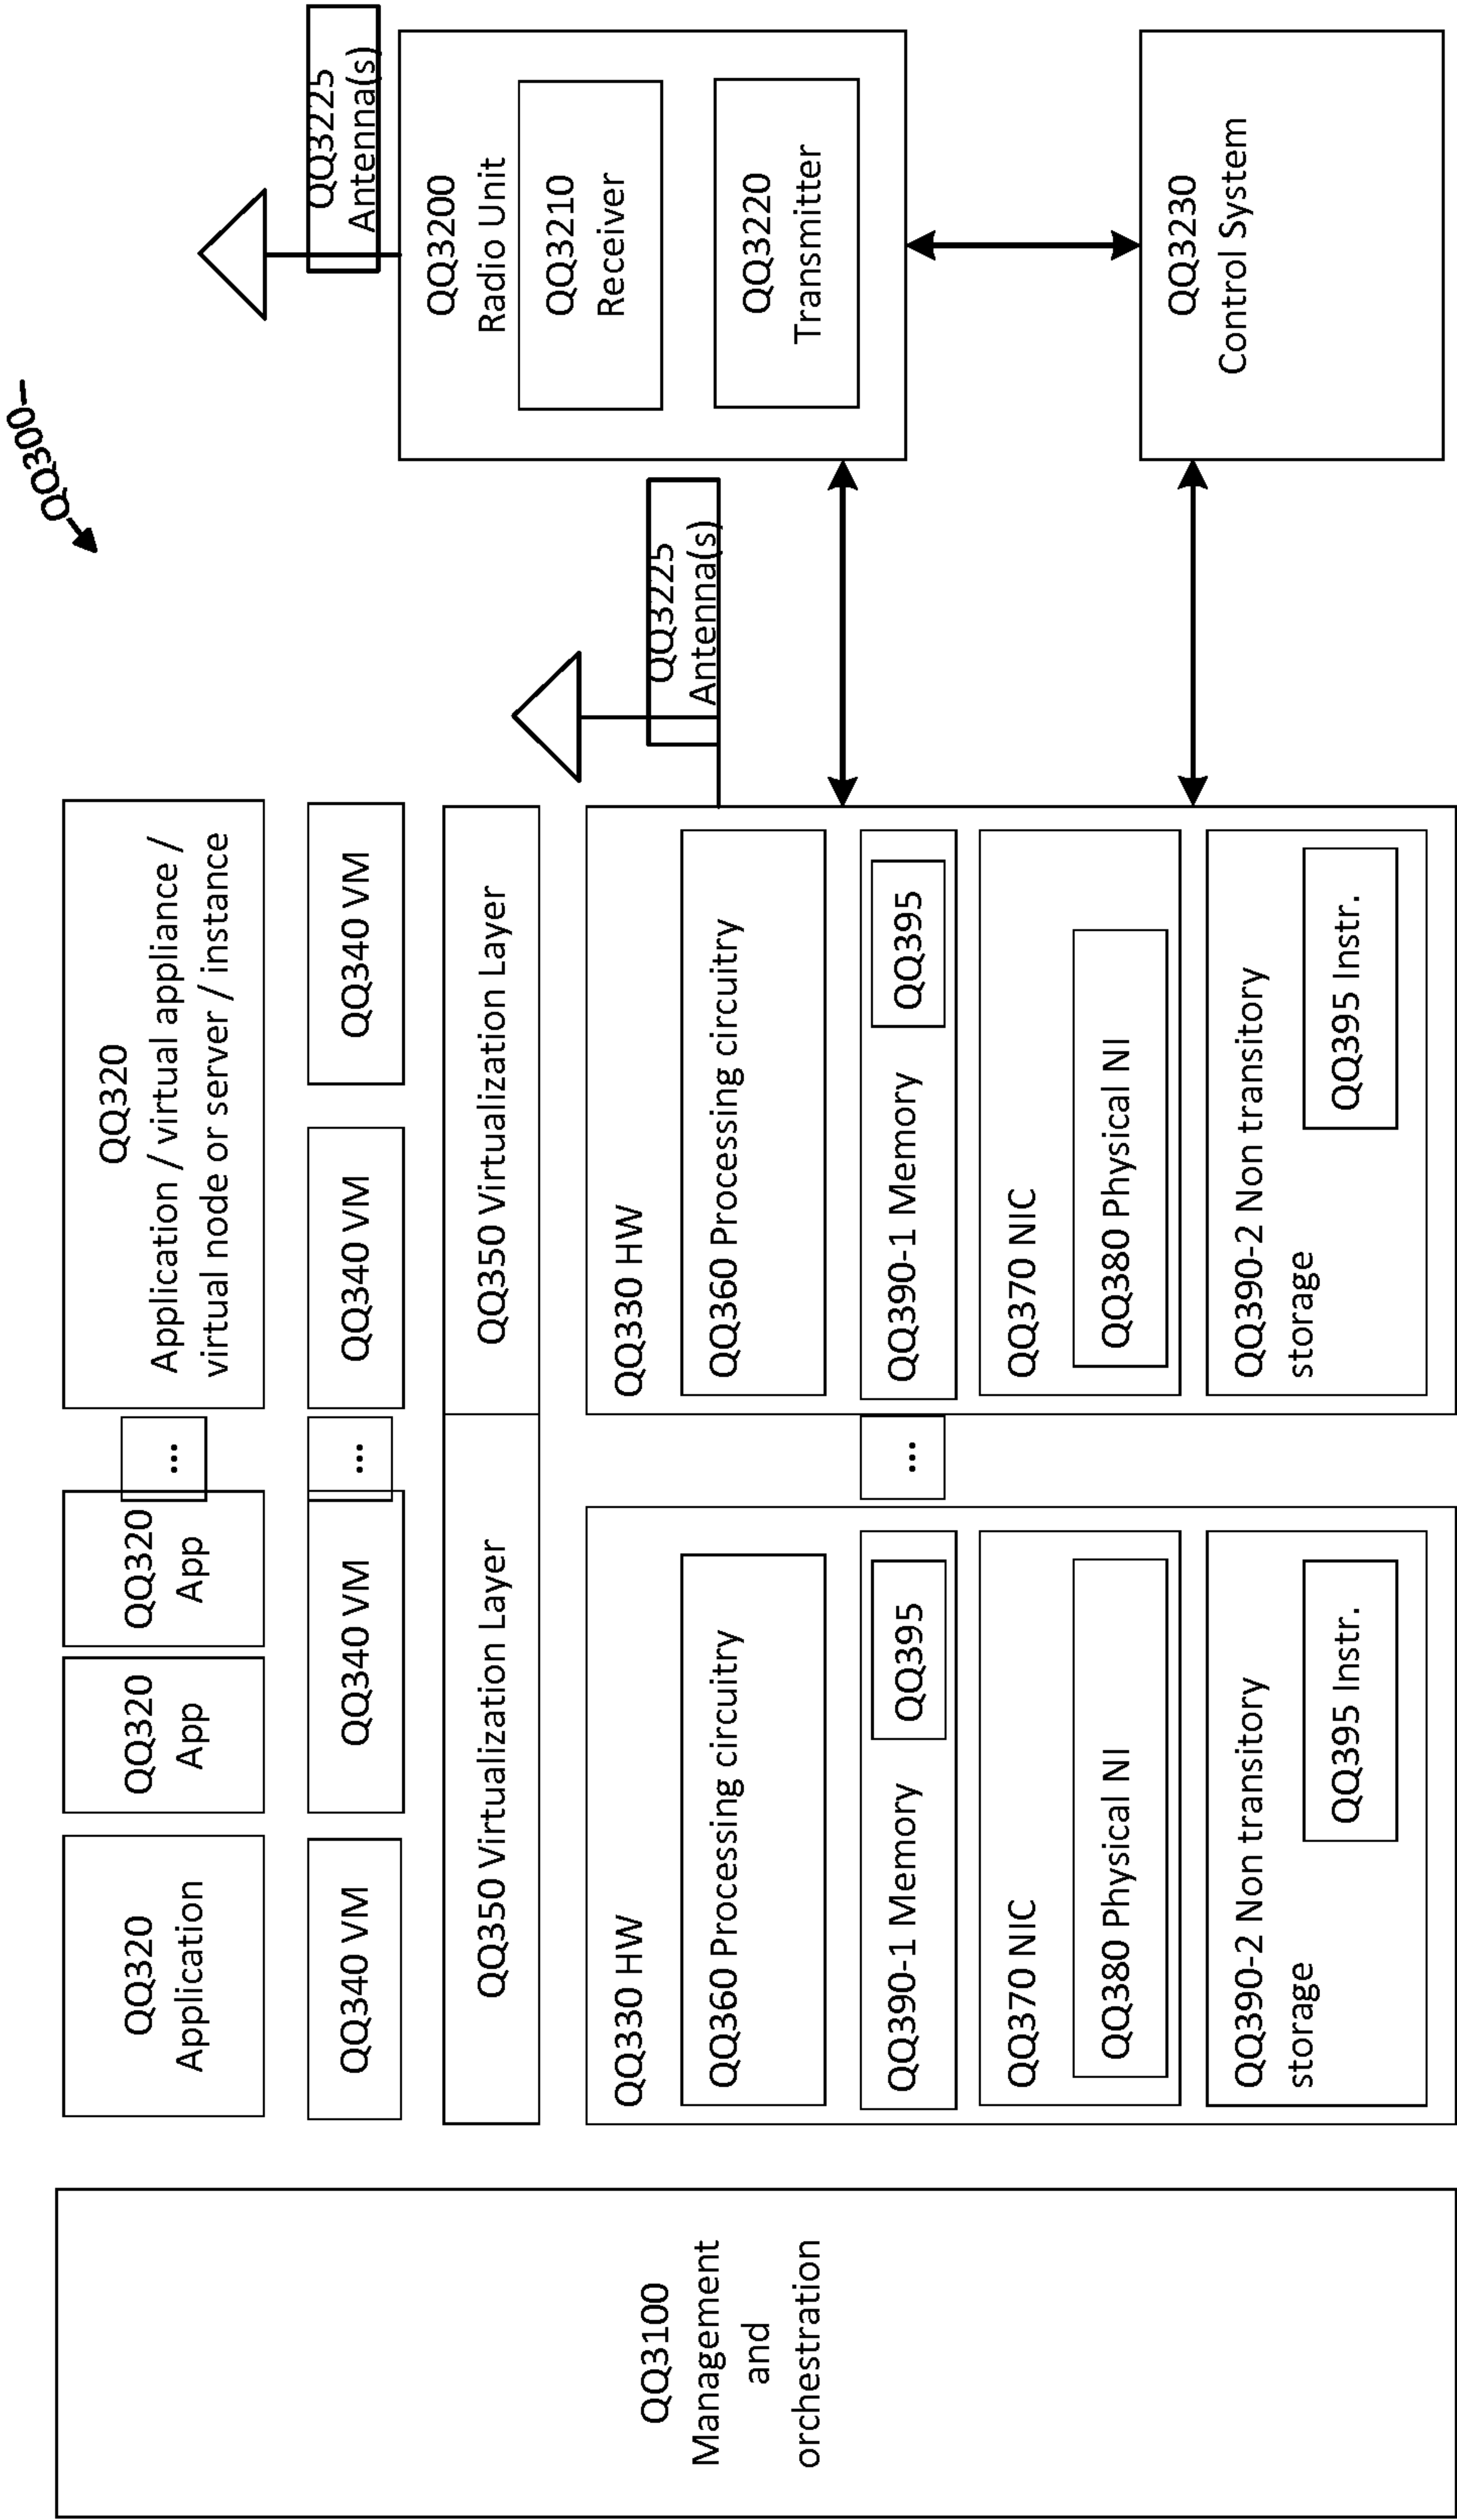 QQ300
QQ3100
Management
and
orchestration
QQ320
Application
QQ320
App
QQ320
App
...
QQ320
Application / virtual appliance /
virtual node or server / instance
QQ340 VM
QQ340 VM
...
QQ340 VM
QQ340 VM
QQ350 Virtualization Layer
QQ350 Virtualization Layer
QQ330 HW
QQ360 Processing circuitry
QQ390-1 Memory
QQ395
QQ370 NIC
QQ380 Physical NI
QQ390-2 Non transitory
storage
QQ395 Instr.
...
QQ330 HW
QQ360 Processing circuitry
QQ390-1 Memory
QQ395
QQ370 NIC
QQ380 Physical NI
QQ390-2 Non transitory
storage
QQ395 Instr.
QQ3225
Antenna(s)
QQ3225
Antenna(s)
QQ3200
Radio Unit
QQ3210
Receiver
QQ3220
Transmitter
QQ3230
Control System